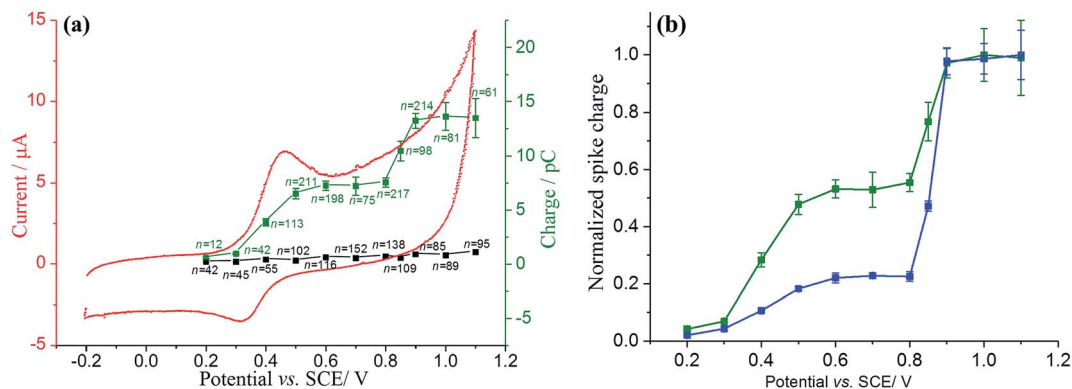 (a)
15
10
5
0
-5
Current / μA
20
15
10
5
0
-5
Charge / pC
n=61
n=214
n=81
n=98
n=211
n=198
n=75
n=217
n=113
n=12
n=42
n=102
n=152
n=138
n=85
n=95
n=42
n=45
n=55
n=116
n=109
n=89
-0.2 0.0 0.2 0.4 0.6 0.8 1.0 1.2
Potential vs. SCE/ V
(b)
1.0
0.8
0.6
0.4
0.2
0.0
Normalized spike charge
0.2 0.4 0.6 0.8 1.0 1.2
Potential vs. SCE/ V